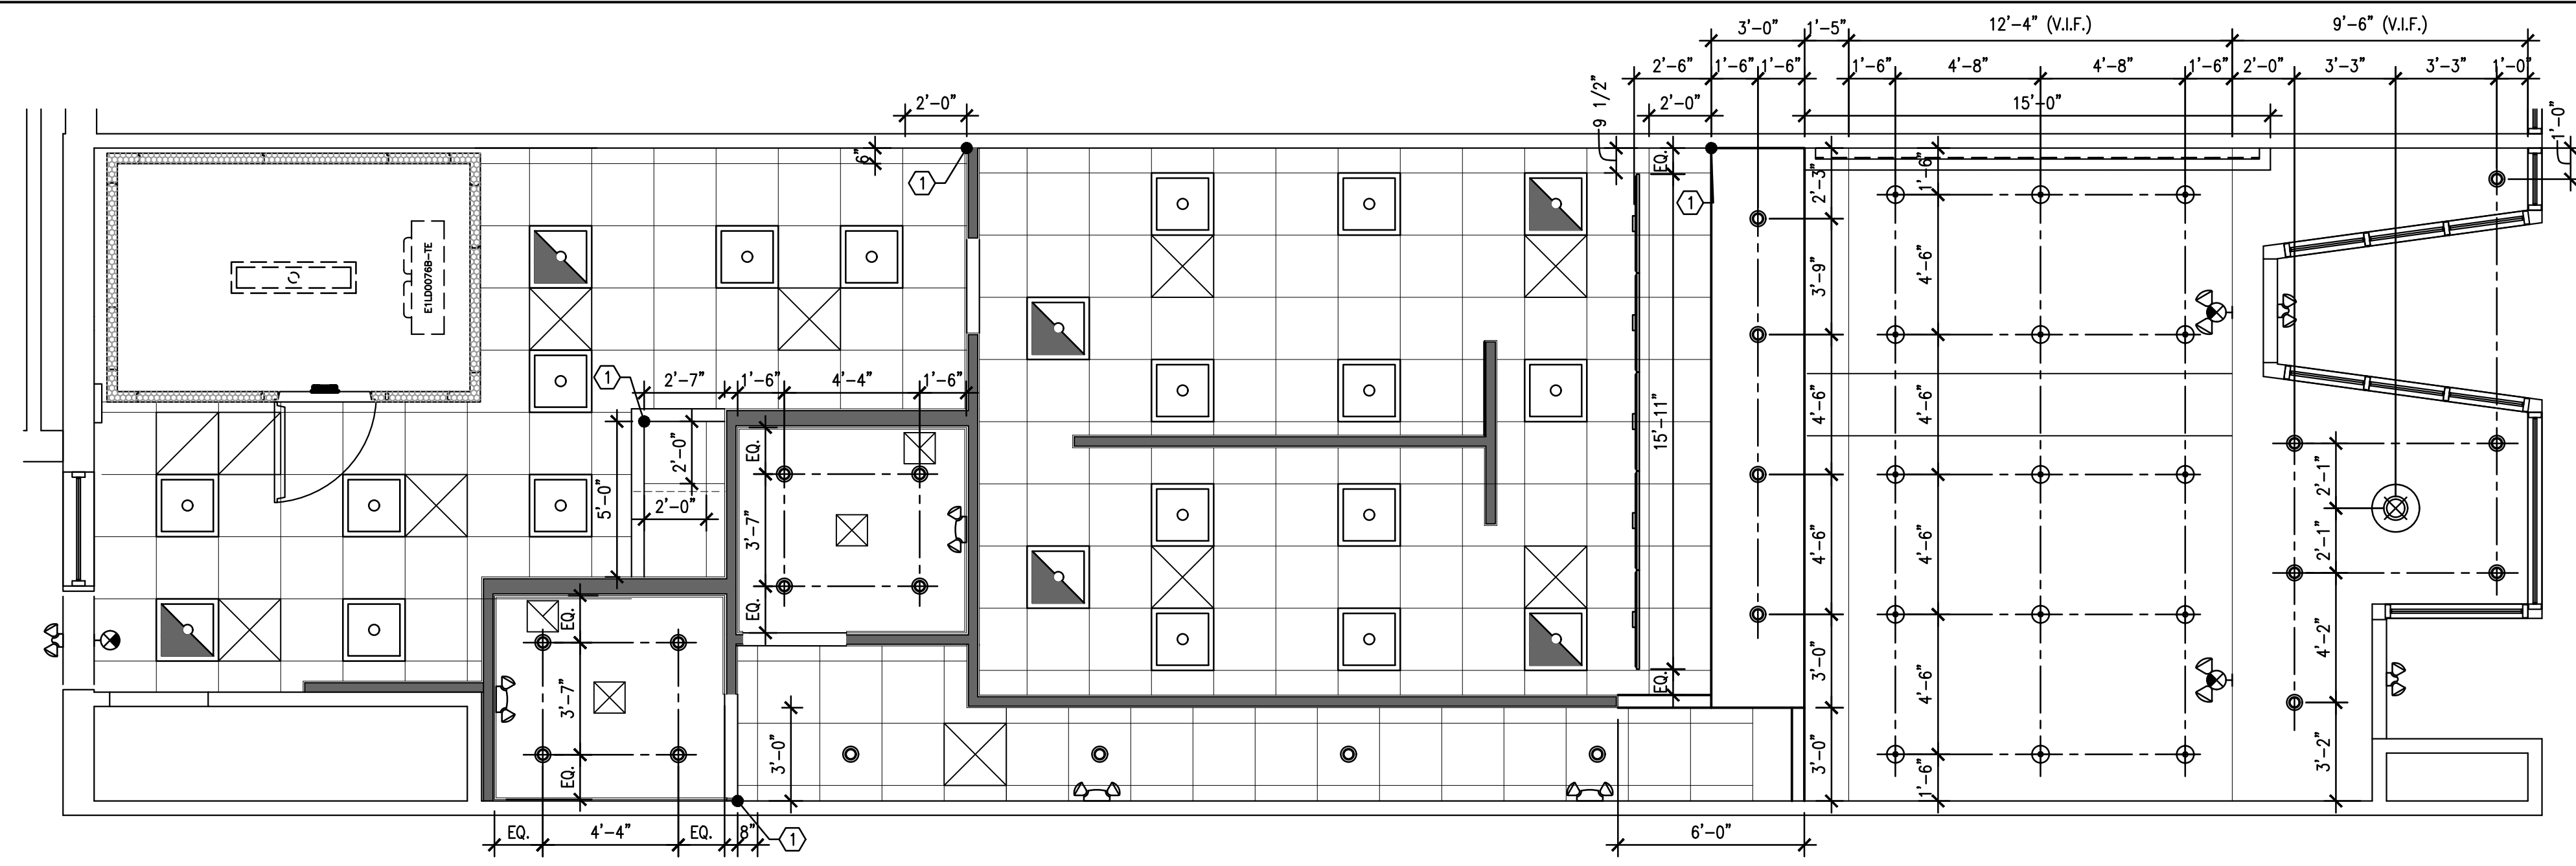 3'-0" 1'-5" 12'-4" (V.I.F.) 9'-6" (V.I.F.)
2'-6" 1'-6" 1'-6" 1'-6" 4'-8" 4'-8" 1'-6" 2'-0" 3'-3" 3'-3" 1'-0"
2'-0" 9 1/2" 2'-0" 15'-0" 1'-0"
6" EQ. 1'-6"
1 1 2'-3"
E1LD0076B-TE 3'-9" 4'-6"
1 2'-7" 1'-6" 4'-4" 1'-6"
15'-11" 4'-6" 4'-6"
EQ. 2'-0" 2'-1"
5'-0" 2'-0" 3'-7"
4'-6" 4'-6" 2'-1"
EQ. EQ.
3'-7" EQ. 3'-0" 4'-6" 4'-2"
EQ. 3'-0" 3'-0" 1'-6" 3'-2"
EQ. 4'-4" EQ. 8" 1 6'-0"